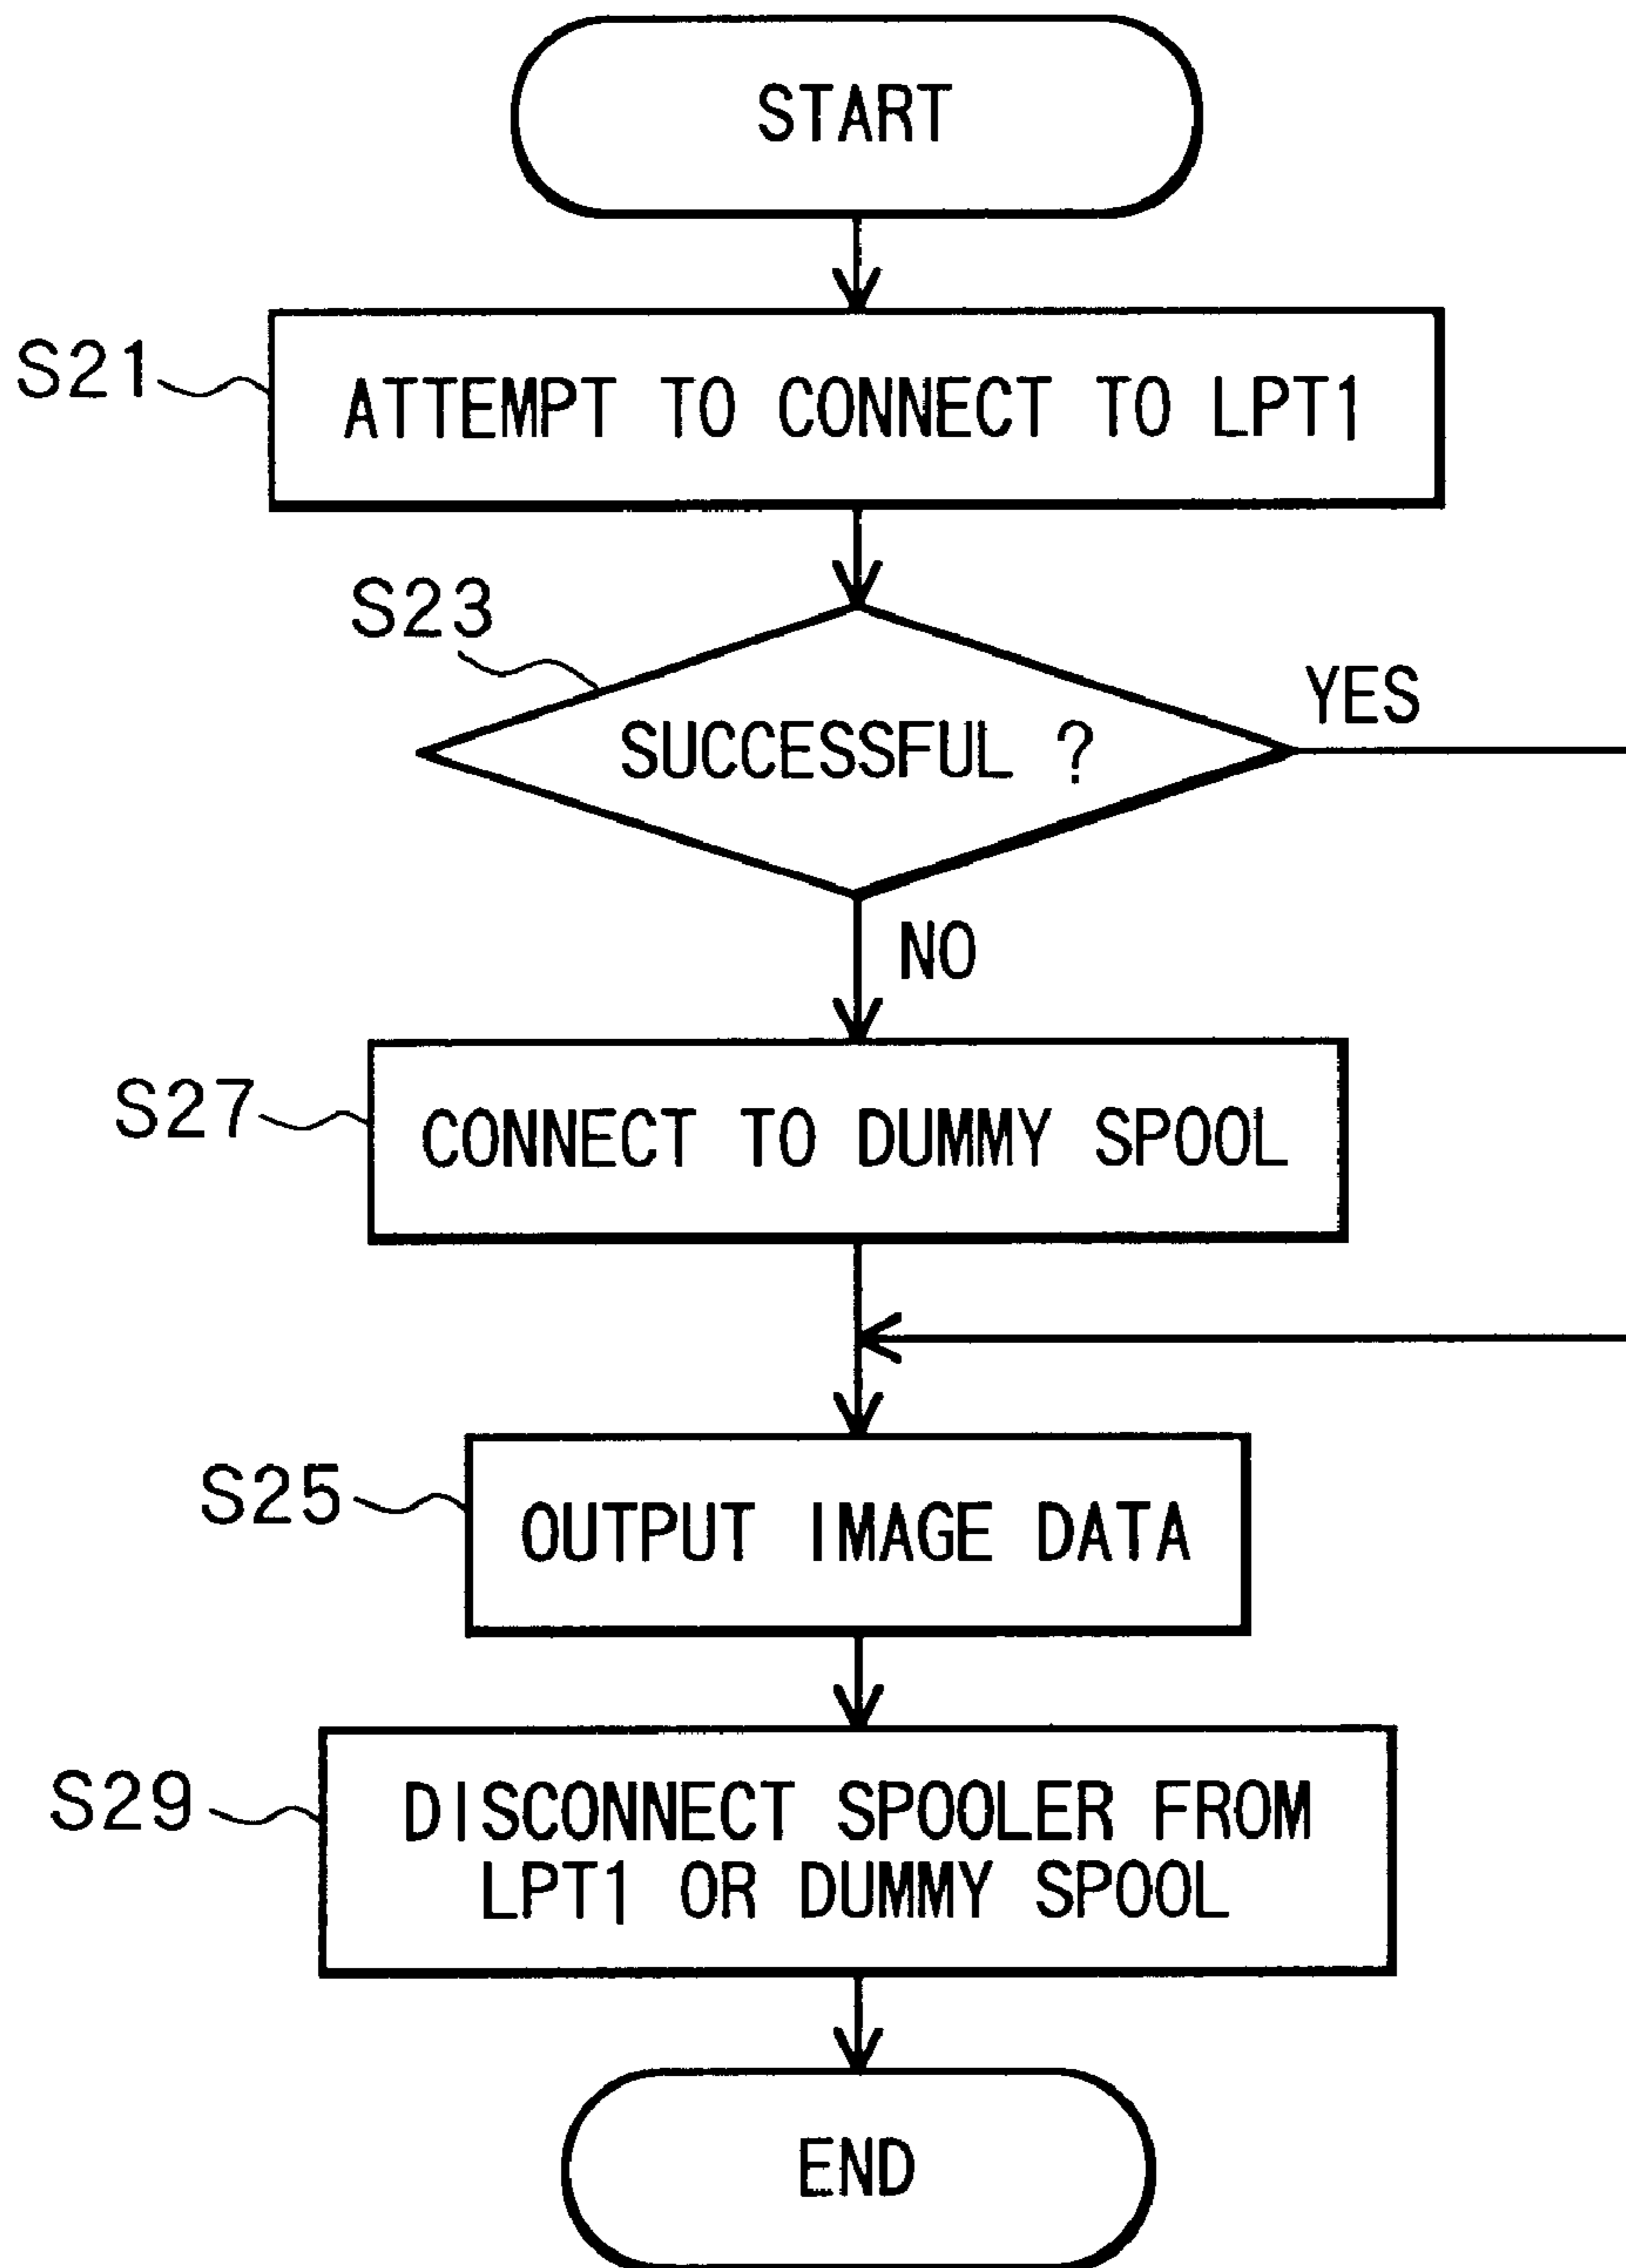 START
S21
ATTEMPT TO CONNECT TO LPT1
S23
SUCCESSFUL ?
YES
NO
S27
CONNECT TO DUMMY SPOOL
S25
OUTPUT IMAGE DATA
S29
DISCONNECT SPOOLER FROM
LPT1 OR DUMMY SPOOL
END